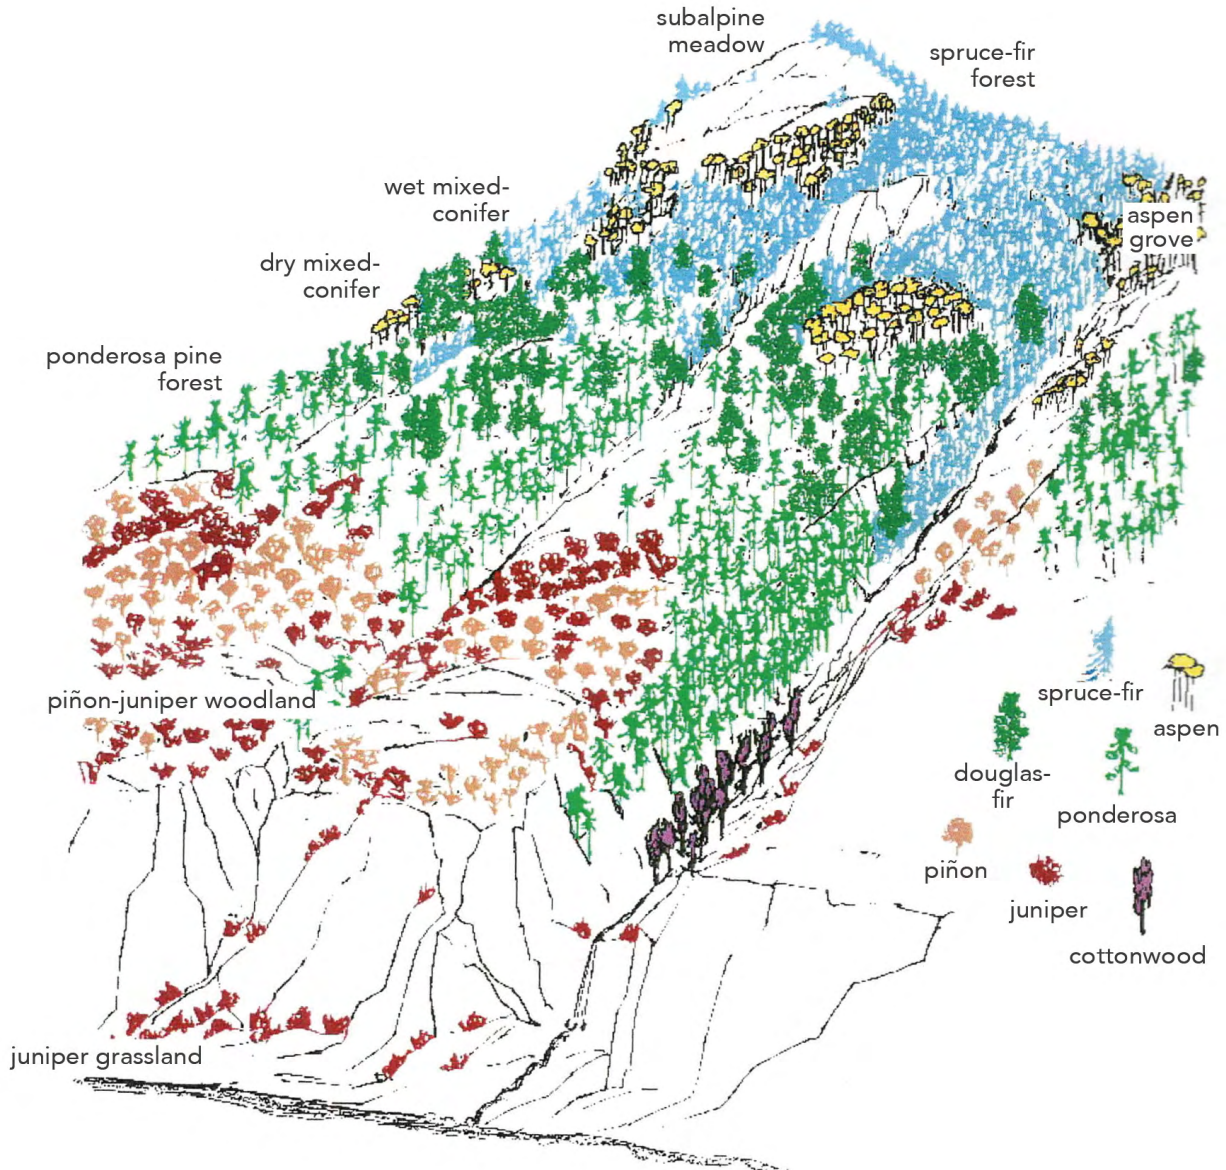 subalpine
meadow
spruce-fir
forest
wet mixed-
conifer
aspen
grove
dry mixed-
conifer
ponderosa pine
forest
piñon-juniper woodland
spruce-fir
aspen
douglas-
fir
ponderosa
piñon
juniper
cottonwood
juniper grassland